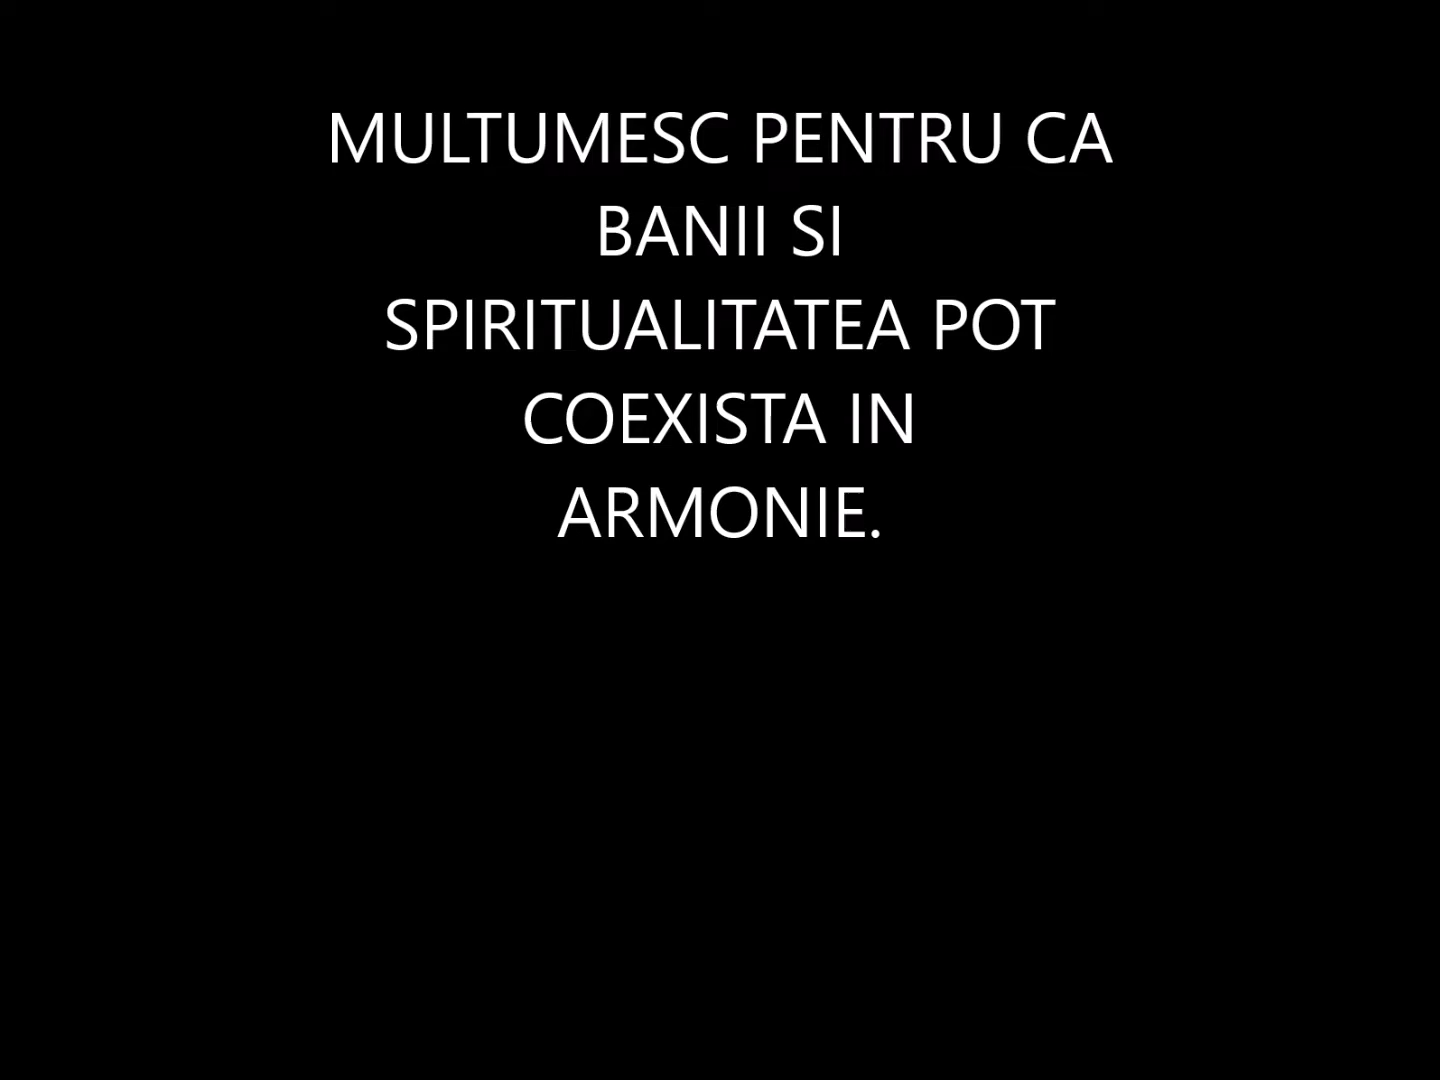 MULTUMESC PENTRU CA
BANII SI
SPIRITUALITATEA POT
COEXISTA IN
ARMONIE.